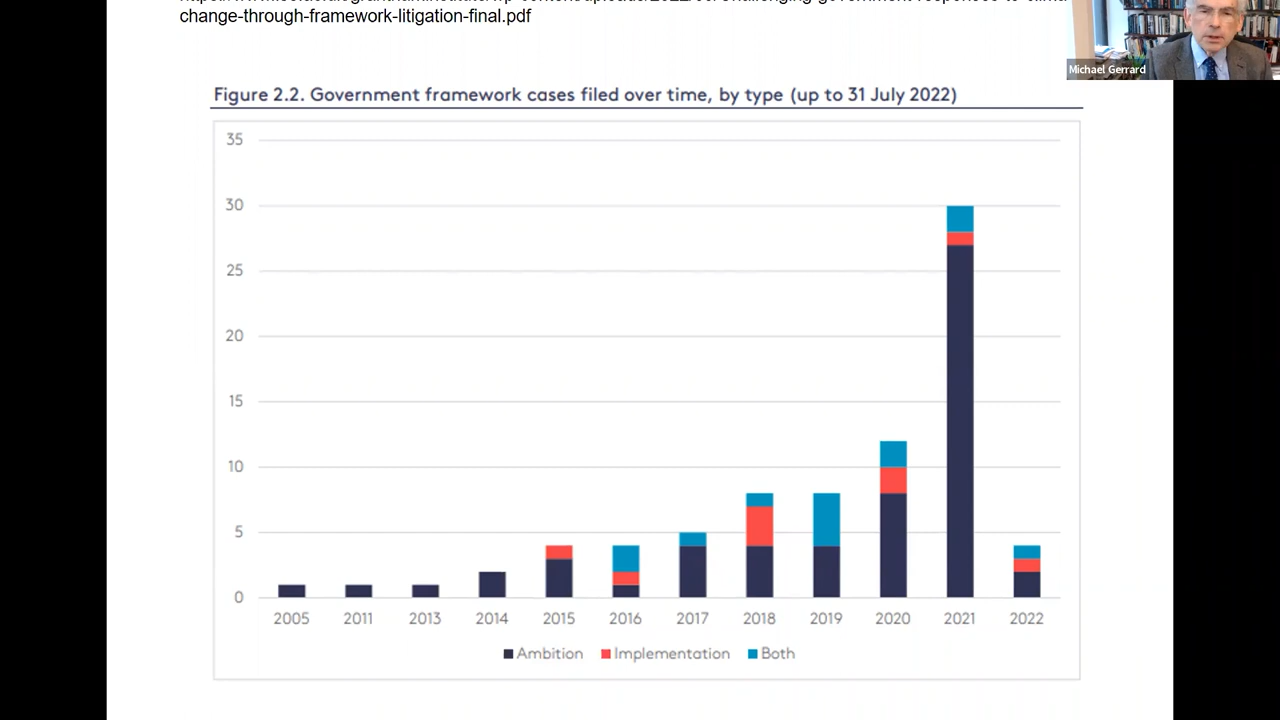 change-through-framework-litigation-final.pdf
Michael Gerrard
Figure 2.2. Government framework cases filed over time, by type (up to 31 July 2022)
35
30
25
20
15
10
5
0
2005 2011 2013 2014 2015 2016 2017 2018 2019 2020 2021 2022
Ambition Implementation Both